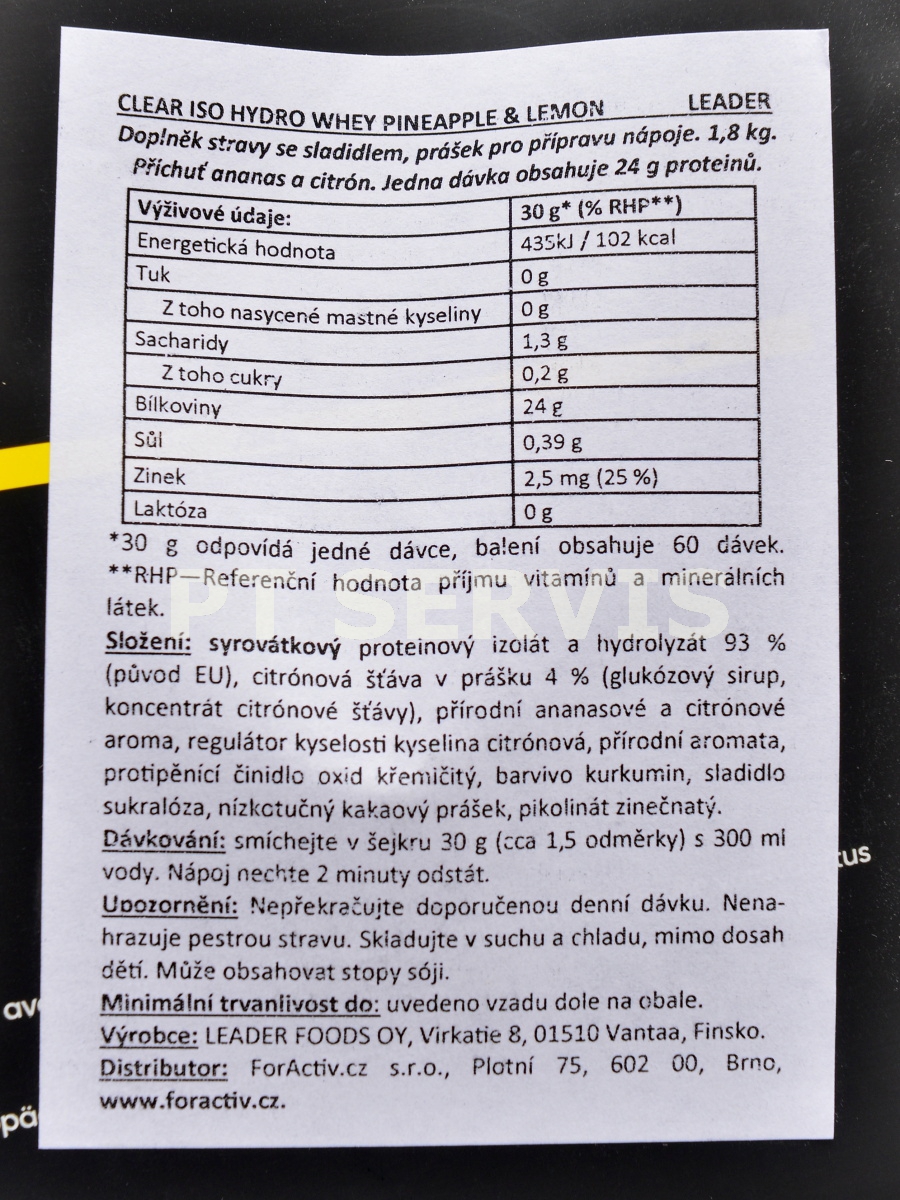 CLEAR ISO HYDRO WHEY PINEAPPLE & LEMON LEADER
Doplněk stravy se sladidlem, prášek pro přípravu nápoje. 1,8 kg.
Příchuť ananas a citrón. Jedna dávka obsahuje 24 g proteinů.
Výživové údaje: 30 g* (% RHP**)
Energetická hodnota 435kJ / 102 kcal
Tuk 0 g
Z toho nasycené mastné kyseliny 0 g
Sacharidy 1,3 g
Z toho cukry 0,2 g
Bílkoviny 24 g
Sůl 0,39 g
Zinek 2,5 mg (25 %)
Laktóza 0 g
*30 g odpovídá jedné dávce, balení obsahuje 60 dávek.
**RHP—Referenční hodnota příjmu vitamínů a minerálních
látek.
PT SERVIS
Složení: syrovátkový proteinový izolát a hydrolyzát 93 %
(původ EU), citrónová šťáva v prášku 4 % (glukózový sirup,
koncentrát citrónové šťávy), přírodní ananasové a citrónové
aroma, regulátor kyselosti kyselina citrónová, přírodní aromata,
protipěnící činidlo oxid křemičitý, barvivo kurkumin, sladidlo
sukralóza, nízkotučný kakaový prášek, pikolinát zinečnatý.
Dávkování: smíchejte v šejkru 30 g (cca 1,5 odměrky) s 300 ml
vody. Nápoj nechte 2 minuty odstát.
Upozornění: Nepřekračujte doporučenou denní dávku. Nena-
hrazuje pestrou stravu. Skladujte v suchu a chladu, mimo dosah
dětí. Může obsahovat stopy sóji.
Minimální trvanlivost do: uvedeno vzadu dole na obale.
Výrobce: LEADER FOODS OY, Virkatie 8, 01510 Vantaa, Finsko.
Distributor: ForActiv.cz s.r.o., Plotní 75, 602 00, Brno,
www.foractiv.cz.